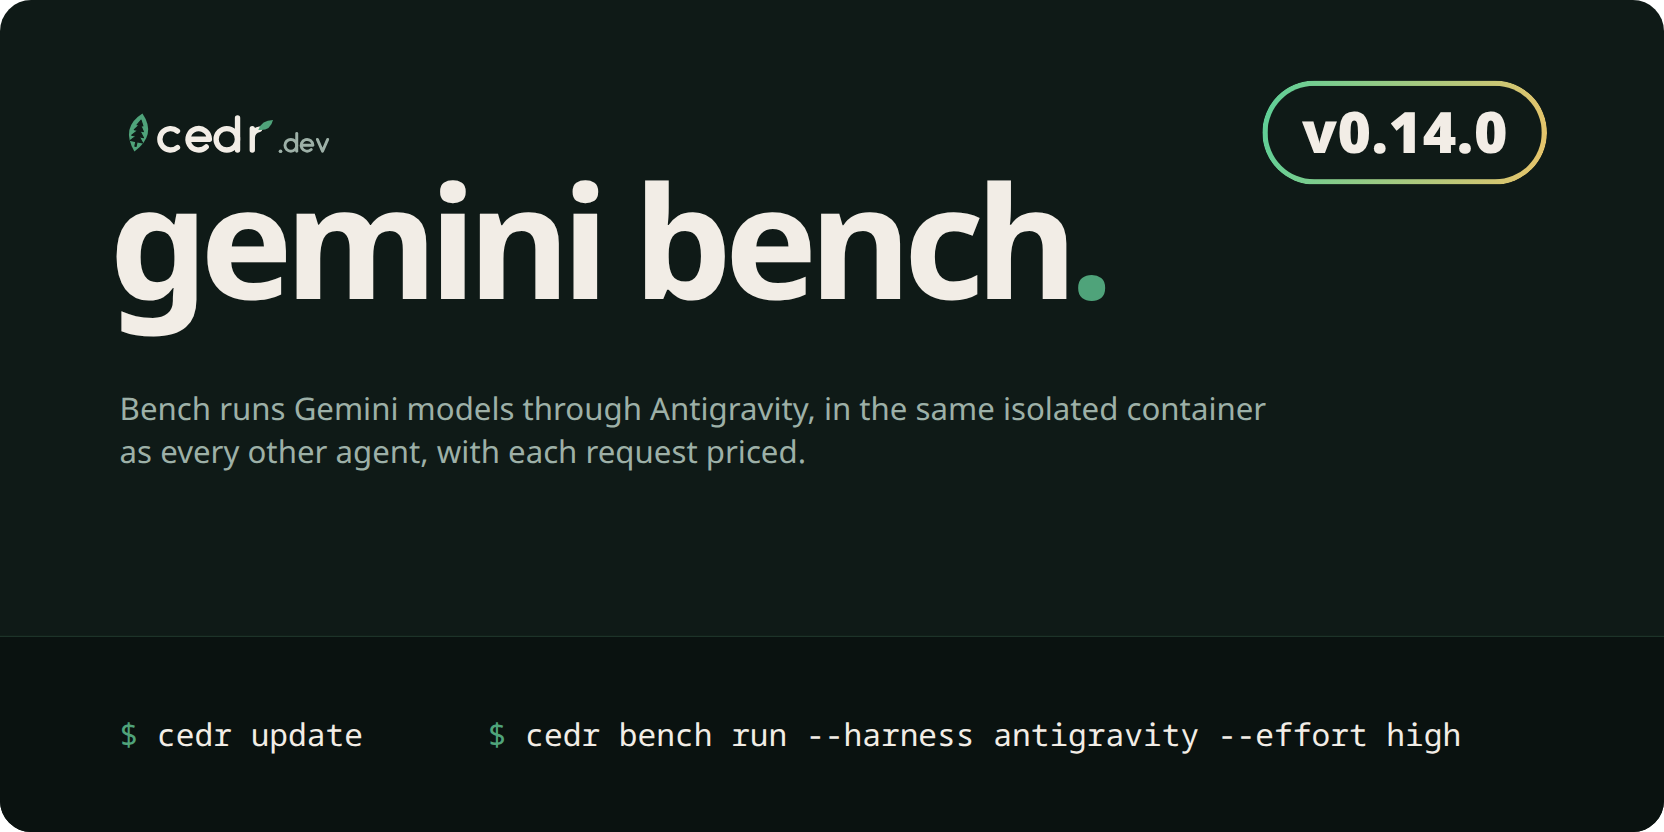 cedr.dev
v0.14.0
gemini bench.
Bench runs Gemini models through Antigravity, in the same isolated container
as every other agent, with each request priced.
$ cedr update
$ cedr bench run --harness antigravity --effort high